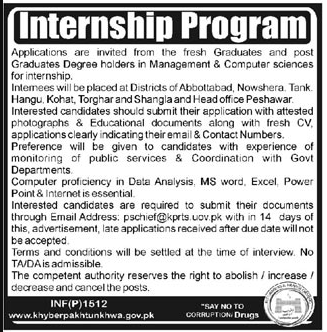 Internship Program
Applications are invited from the fresh Graduates and post
Graduates Degree holders in Management & Computer sciences
for internship.
Internees will be placed at Districts of Abbottabad, Nowshera. Tank.
Hangu, Kohat, Torghar and Shangla and Head office Peshawar.
Interested candidates should submit their application with attested
photographs & Educational documents along with fresh CV,
applications clearly indicating their email & Contact Numbers.
Preference will be given to candidates with experience of
monitoring of public services & Coordination with Govt
Departments.
Computer proficiency in Data Analysis, MS word, Excel, Power
Point & Internet is essential.
Interested candidates are required to submit their documents
through Email Address: pschief@kprts.uov.pk with in 14 days of
this, advertisement, late applications received after due date will not
be accepted.
Terms and conditions will be settled at the time of interview. No
TA/DA is admissible.
The competent authority reserves the right to abolish / increase /
decrease and cancel the posts.
INF(P)1512
www.khyberpakhtunkhwa.gov.pk
"SAY NO TO
CORRUPTION/ Drugs